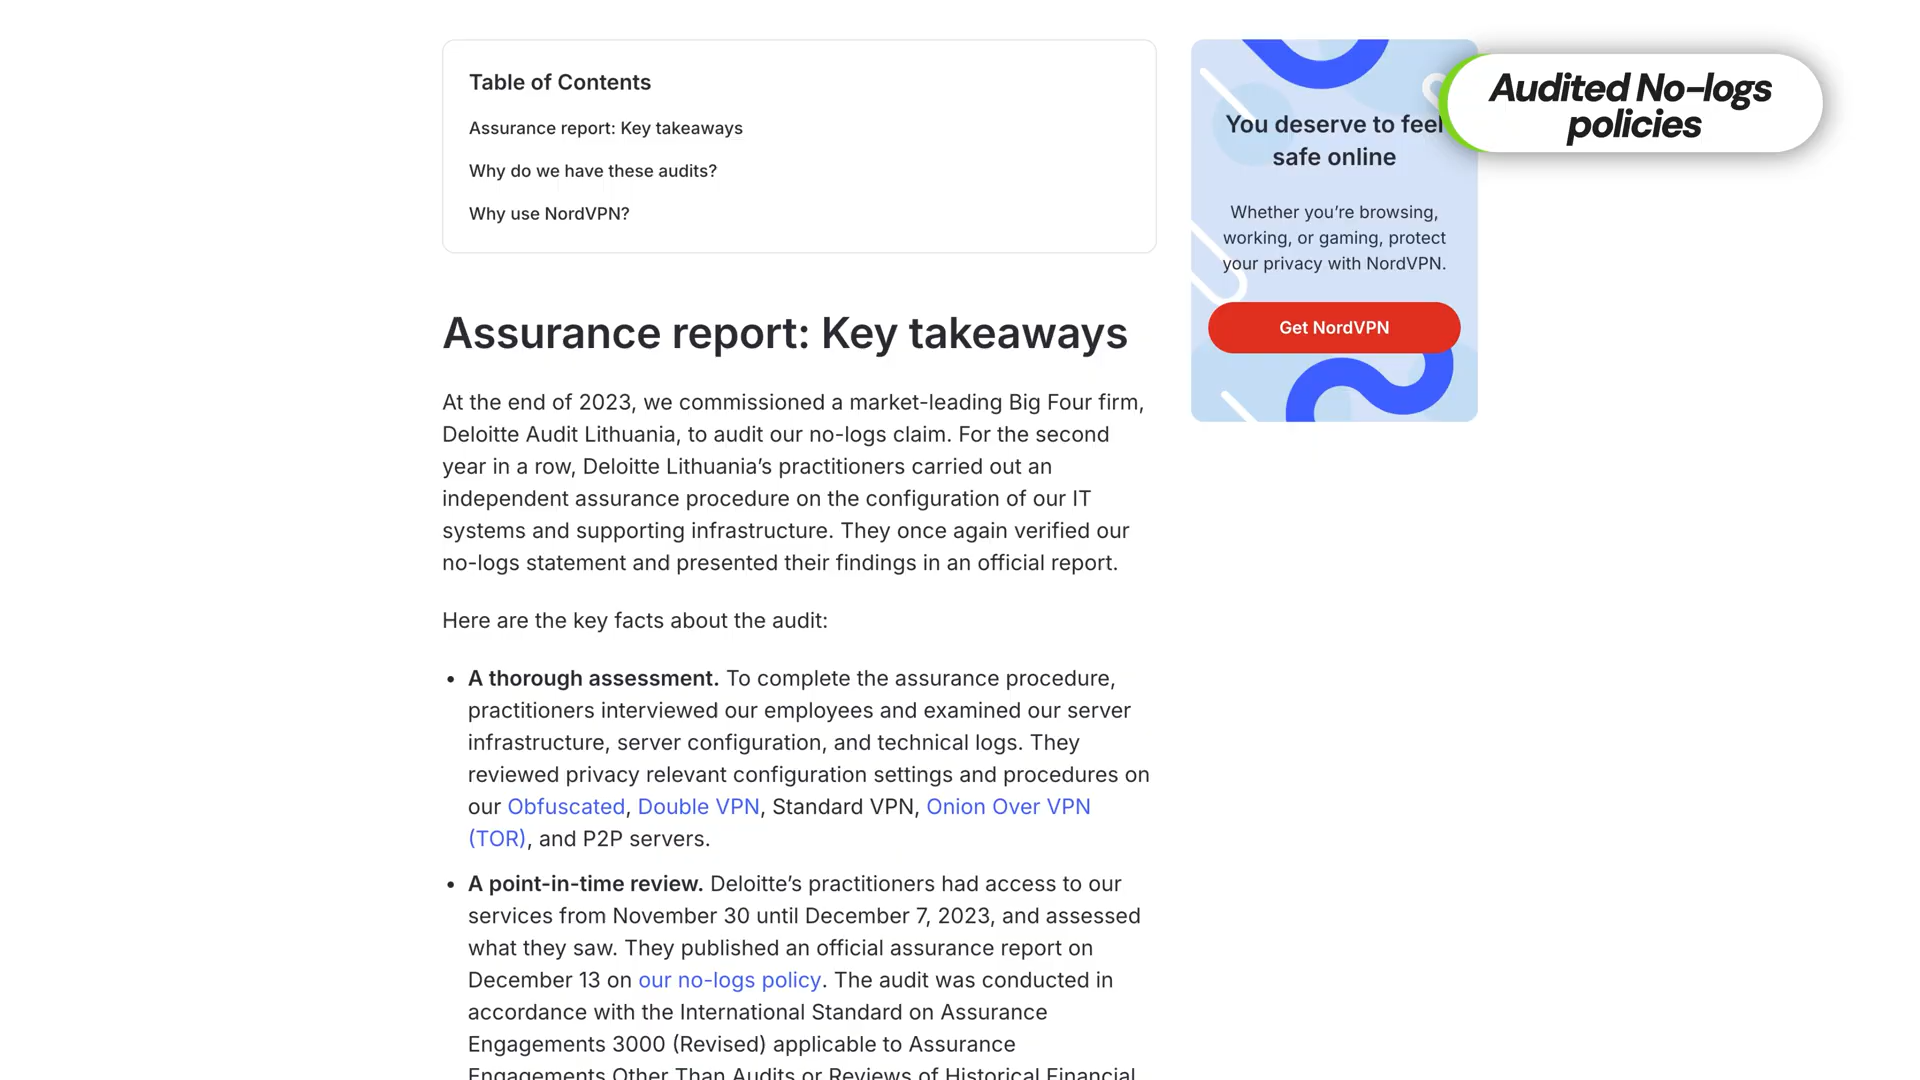 Table of Contents
Assurance report: Key takeaways
Why do we have these audits?
Why use NordVPN?
Assurance report: Key takeaways
At the end of 2023, we commissioned a market-leading Big Four firm,
Deloitte Audit Lithuania, to audit our no-logs claim. For the second
year in a row, Deloitte Lithuania’s practitioners carried out an
independent assurance procedure on the configuration of our IT
systems and supporting infrastructure. They once again verified our
no-logs statement and presented their findings in an official report.
Here are the key facts about the audit:
• A thorough assessment. To complete the assurance procedure,
practitioners interviewed our employees and examined our server
infrastructure, server configuration, and technical logs. They
reviewed privacy relevant configuration settings and procedures on
our Obfuscated, Double VPN, Standard VPN, Onion Over VPN
(TOR), and P2P servers.
• A point-in-time review. Deloitte’s practitioners had access to our
services from November 30 until December 7, 2023, and assessed
what they saw. They published an official assurance report on
December 13 on our no-logs policy. The audit was conducted in
accordance with the International Standard on Assurance
Engagements 3000 (Revised) applicable to Assurance
Engagements Other Than Audits or Reviews of Historical Financial
You deserve to feel
safe online
Whether you’re browsing,
working, or gaming, protect
your privacy with NordVPN.
Get NordVPN
Audited No-logs
policies